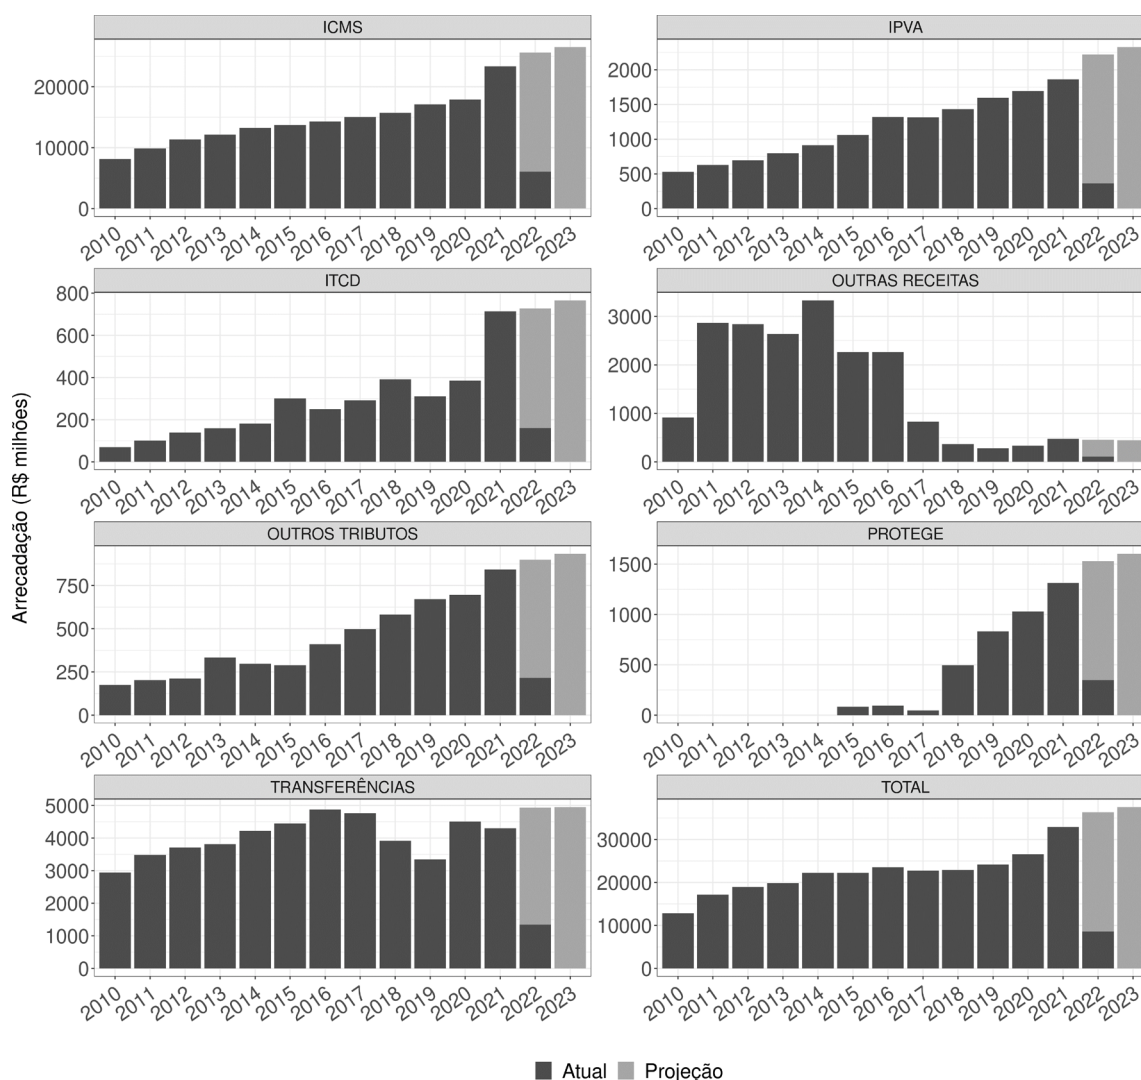 ICMS
IPVA
20000
10000
0
2000
1500
1000
500
0
2010 2011 2012 2013 2014 2015 2016 2017 2018 2019 2020 2021 2022 2023
2010 2011 2012 2013 2014 2015 2016 2017 2018 2019 2020 2021 2022 2023
ITCD
OUTRAS RECEITAS
800
600
400
200
0
3000
2000
1000
0
2010 2011 2012 2013 2014 2015 2016 2017 2018 2019 2020 2021 2022 2023
2010 2011 2012 2013 2014 2015 2016 2017 2018 2019 2020 2021 2022 2023
Arrecadação (R$ milhões)
OUTROS TRIBUTOS
PROTEGE
750
500
250
0
1500
1000
500
0
2010 2011 2012 2013 2014 2015 2016 2017 2018 2019 2020 2021 2022 2023
2010 2011 2012 2013 2014 2015 2016 2017 2018 2019 2020 2021 2022 2023
TRANSFERÊNCIAS
TOTAL
5000
4000
3000
2000
1000
0
30000
20000
10000
0
2010 2011 2012 2013 2014 2015 2016 2017 2018 2019 2020 2021 2022 2023
2010 2011 2012 2013 2014 2015 2016 2017 2018 2019 2020 2021 2022 2023
Atual Projeção